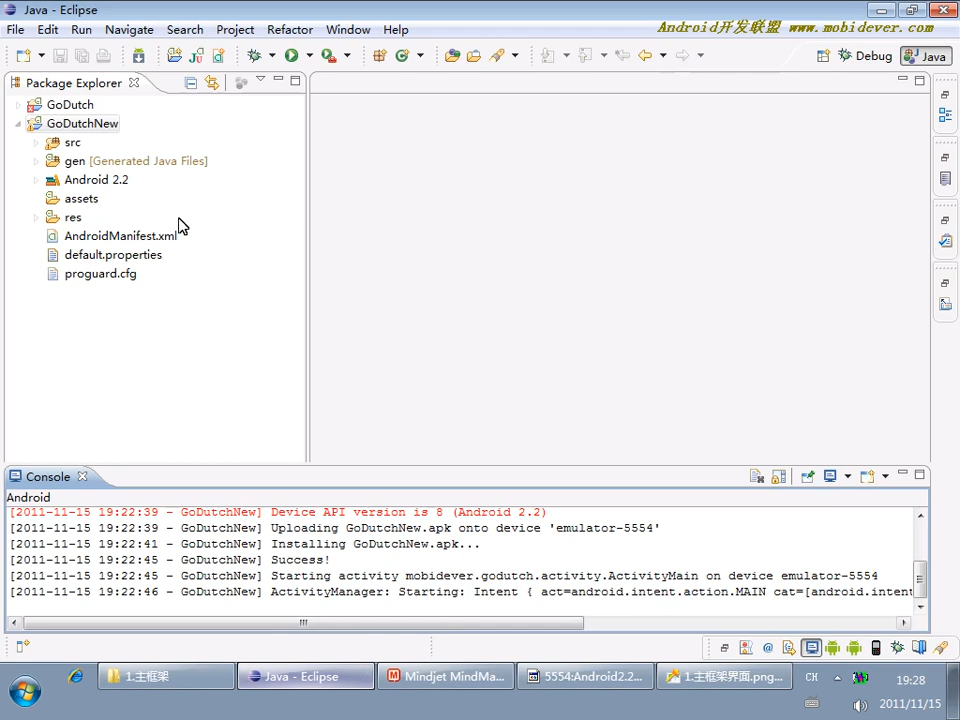 Java - Eclipse
File Edit Run Navigate Search Project Refactor Window Help
Android开发联盟 www.mobidever.com
Debug Java
Package Explorer
GoDutch
GoDutchNew
src
gen [Generated Java Files]
Android 2.2
assets
res
AndroidManifest.xml
default.properties
proguard.cfg
Console
Android
[2011-11-15 19:22:39 - GoDutchNew] Device API version is 8 (Android 2.2)
[2011-11-15 19:22:39 - GoDutchNew] Uploading GoDutchNew.apk onto device 'emulator-5554'
[2011-11-15 19:22:41 - GoDutchNew] Installing GoDutchNew.apk...
[2011-11-15 19:22:45 - GoDutchNew] Success!
[2011-11-15 19:22:45 - GoDutchNew] Starting activity mobidever.godutch.activity.ActivityMain on device emulator-5554
[2011-11-15 19:22:46 - GoDutchNew] ActivityManager: Starting: Intent { act=android.intent.action.MAIN cat=[android.intent
1.主框架 Java - Eclipse Mindjet MindMa... 5554:Android2.2... 1.主框架界面.png... CH 19:28
2011/11/15